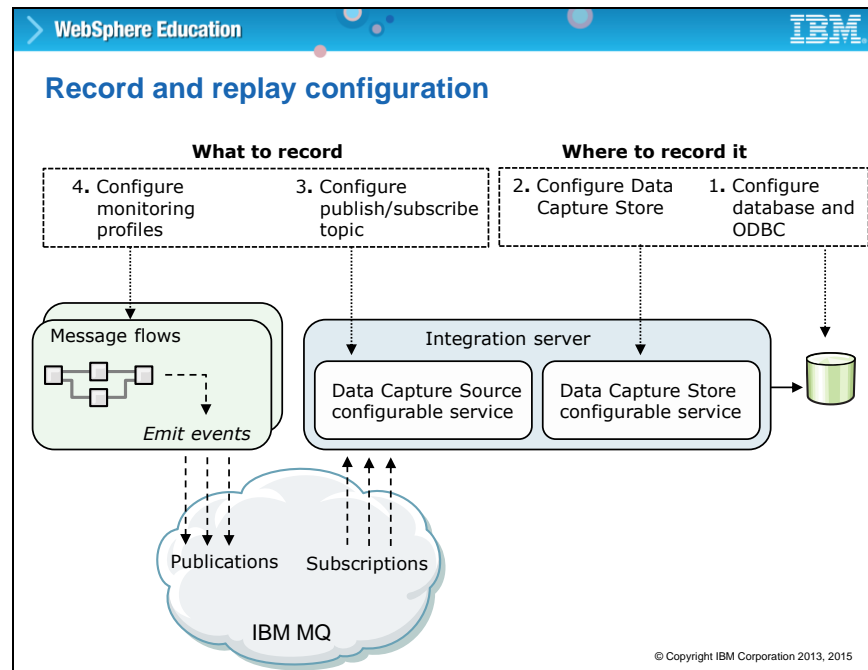 WebSphere Education
IBM
Record and replay configuration
What to record
4. Configure
monitoring
profiles
3. Configure
publish/subscribe
topic
Where to record it
2. Configure Data
Capture Store
1. Configure
database and
ODBC
Message flows
Emit events
Integration server
Data Capture Source
configurable service
Data Capture Store
configurable service
Publications
Subscriptions
IBM MQ
© Copyright IBM Corporation 2013, 2015